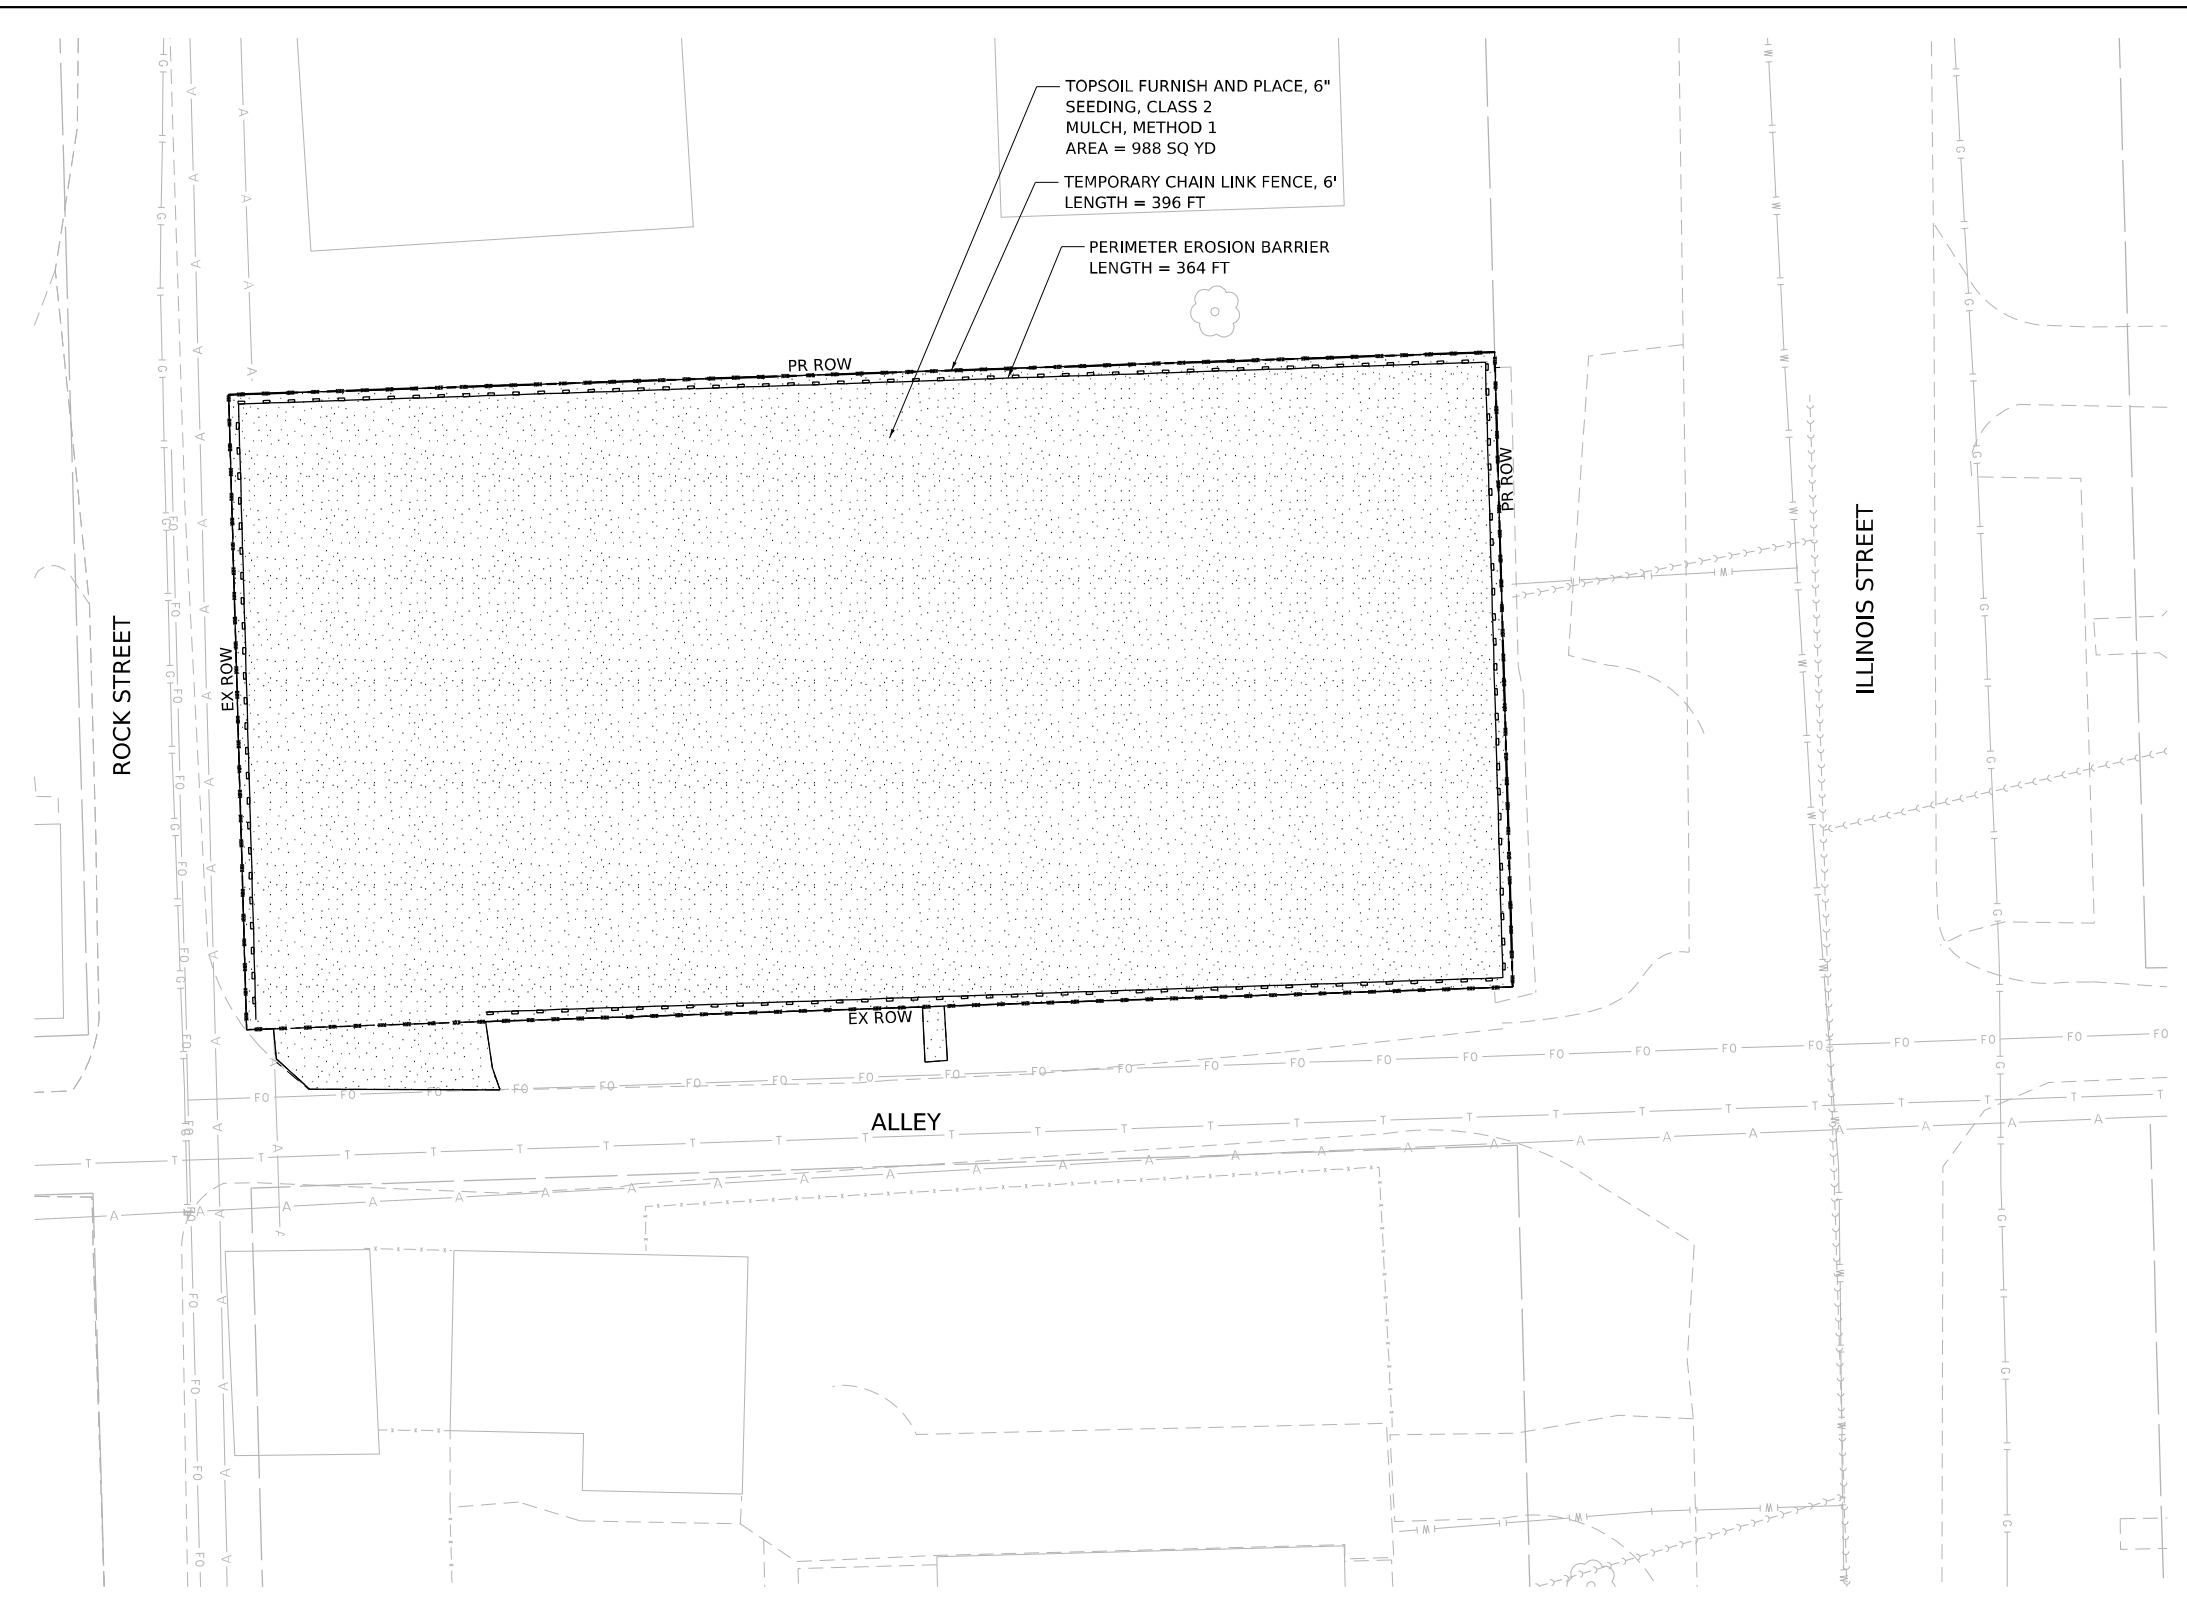 TOPSOIL FURNISH AND PLACE, 6"
SEEDING, CLASS 2
MULCH, METHOD 1
AREA = 988 SQ YD
TEMPORARY CHAIN LINK FENCE, 6'
LENGTH = 396 FT
PERIMETER EROSION BARRIER
LENGTH = 364 FT
PR ROW
PR ROW
EX ROW
EX ROW
ROCK STREET
ILLINOIS STREET
ALLEY